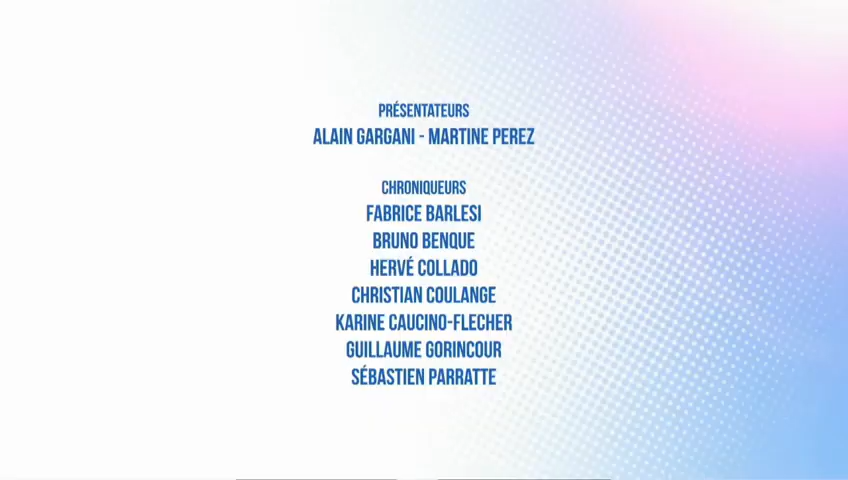 PRÉSENTATEURS
ALAIN GARGANI - MARTINE PEREZ
CHRONIQUEURS
FABRICE BARLESI
BRUNO BENQUE
HERVÉ COLLADO
CHRISTIAN COULANGE
KARINE CAUCINO-FLECHER
GUILLAUME GORINCOUR
SÉBASTIEN PARRATTE